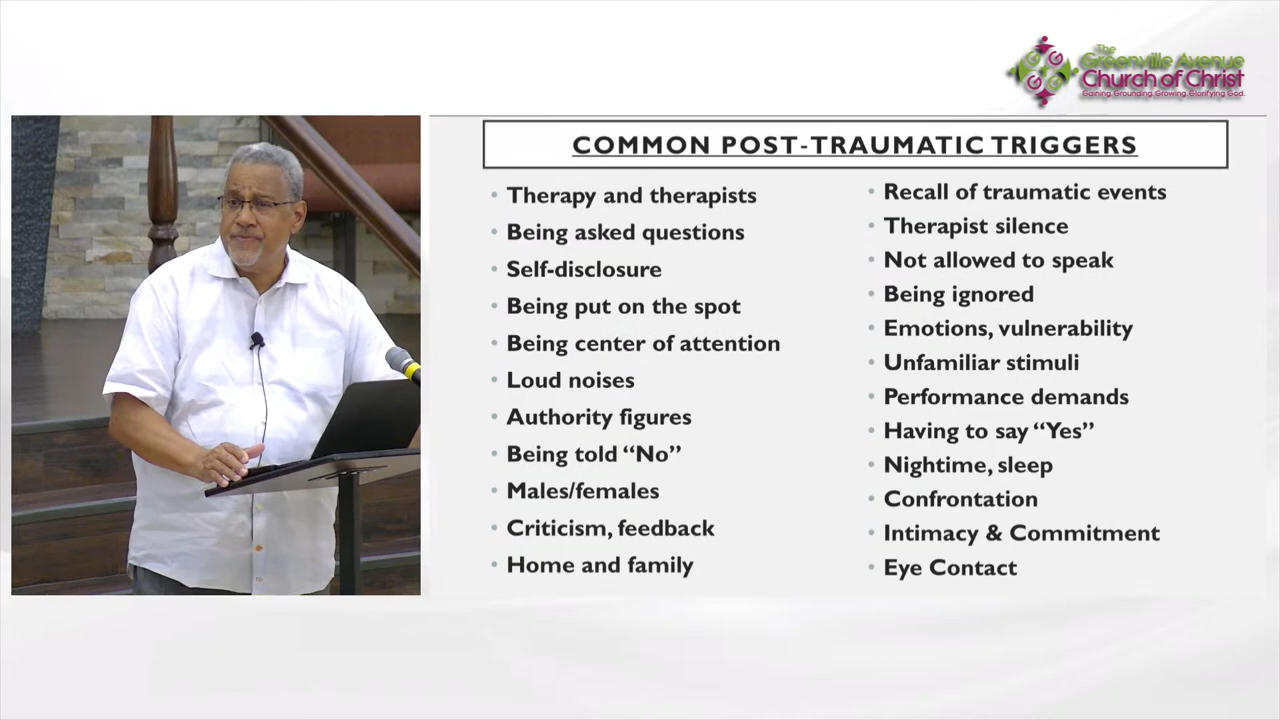 The
Greenville Avenue
Church of Christ
Gaining. Grounding. Growing. Glorifying God.
COMMON POST-TRAUMATIC TRIGGERS
Therapy and therapists
Being asked questions
Self-disclosure
Being put on the spot
Being center of attention
Loud noises
Authority figures
Being told “No”
Males/females
Criticism, feedback
Home and family
Recall of traumatic events
Therapist silence
Not allowed to speak
Being ignored
Emotions, vulnerability
Unfamiliar stimuli
Performance demands
Having to say “Yes”
Nightime, sleep
Confrontation
Intimacy & Commitment
Eye Contact